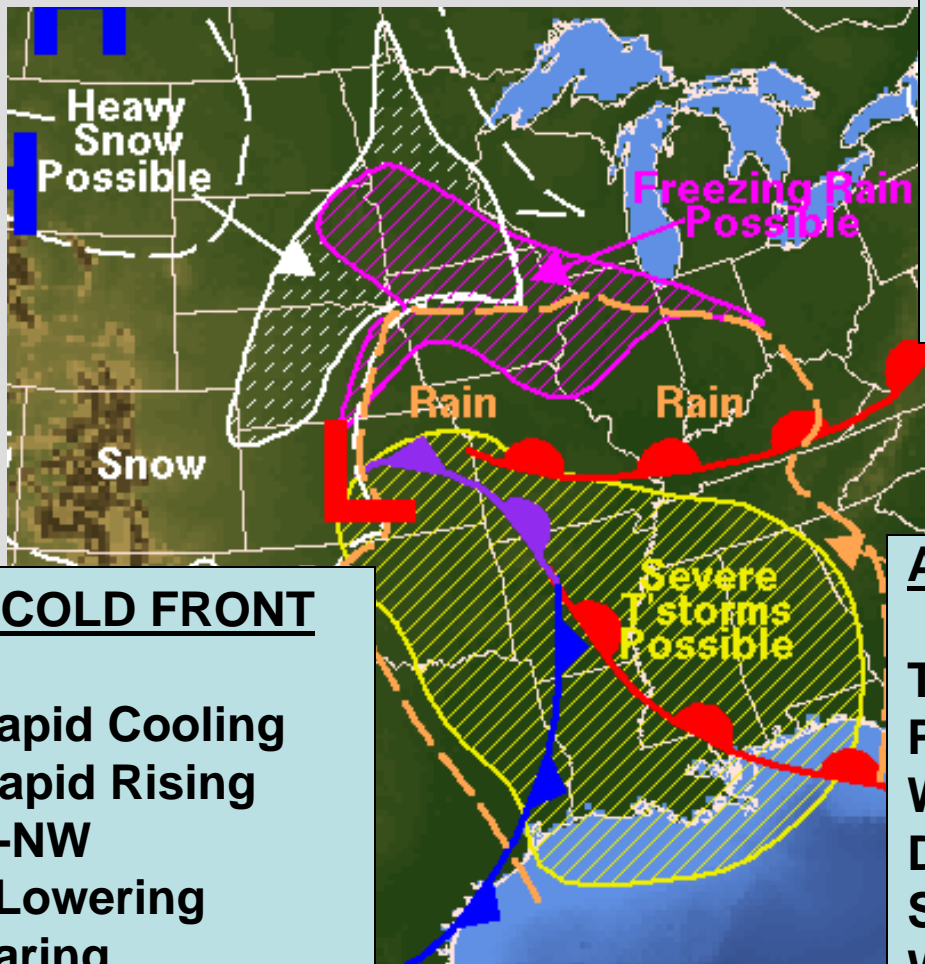 H
Heavy
Snow
Possible
Freezing Rain
Possible
Rain
Rain
Snow
L
Severe
T'storms
Possible
COLD FRONT
apid Cooling
apid Rising
-NW
Lowering
aring
A
T
P
W
D
S